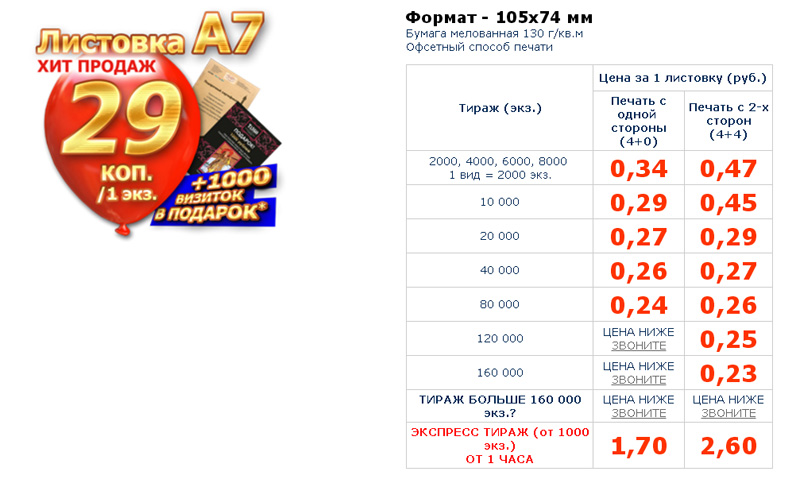 Листовка А7
ХИТ ПРОДАЖ
29
КОП.
/1 экз.
+1000
ВИЗИТОК
В ПОДАРОК*
Формат - 105х74 мм
Бумага мелованная 130 г/кв.м
Офсетный способ печати
Тираж (экз.)
Цена за 1 листовку (руб.)
Печать с
одной
стороны
(4+0)
Печать с 2-х
сторон
(4+4)
2000, 4000, 6000, 8000
1 вид = 2000 экз.
0,34
0,47
10 000
0,29
0,45
20 000
0,27
0,29
40 000
0,26
0,27
80 000
0,24
0,26
120 000
ЦЕНА НИЖЕ
ЗВОНИТЕ
0,25
160 000
ЦЕНА НИЖЕ
ЗВОНИТЕ
0,23
ТИРАЖ БОЛЬШЕ 160 000
экз.?
ЦЕНА НИЖЕ
ЗВОНИТЕ
ЦЕНА НИЖЕ
ЗВОНИТЕ
ЭКСПРЕСС ТИРАЖ (от 1000
экз.)
ОТ 1 ЧАСА
1,70
2,60